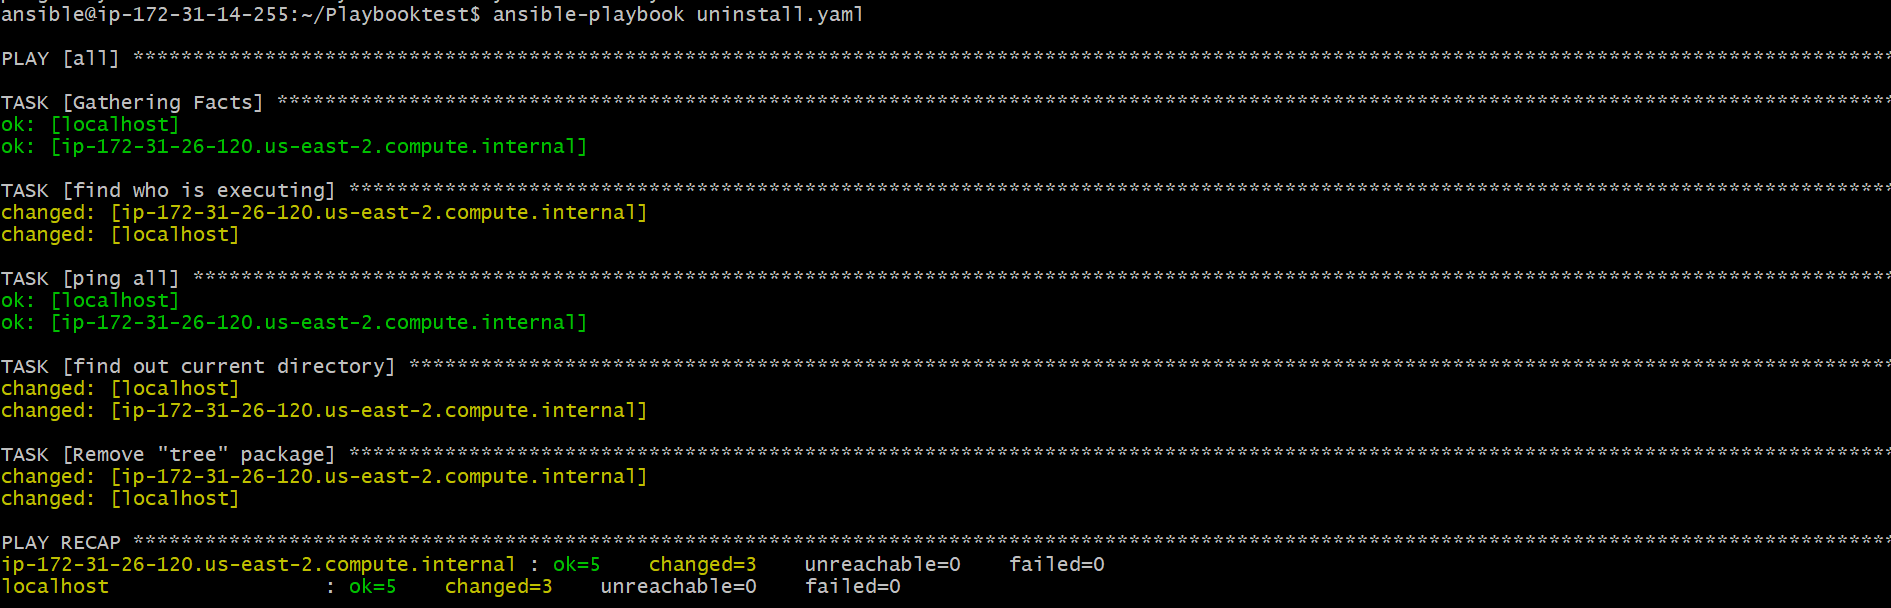 ansible@ip-172-31-14-255:~/Playbooktest$ ansible-playbook uninstall.yaml
PLAY [all] ****************************************************************************************************************************************************
TASK [Gathering Facts] ****************************************************************************************************************************************
ok: [localhost]
ok: [ip-172-31-26-120.us-east-2.compute.internal]
TASK [find who is executing] **********************************************************************************************************************************
changed: [ip-172-31-26-120.us-east-2.compute.internal]
changed: [localhost]
TASK [ping all] ***********************************************************************************************************************************************
ok: [localhost]
ok: [ip-172-31-26-120.us-east-2.compute.internal]
TASK [find out current directory] *****************************************************************************************************************************
changed: [localhost]
changed: [ip-172-31-26-120.us-east-2.compute.internal]
TASK [Remove "tree" package] **********************************************************************************************************************************
changed: [ip-172-31-26-120.us-east-2.compute.internal]
changed: [localhost]
PLAY RECAP ****************************************************************************************************************************************************
ip-172-31-26-120.us-east-2.compute.internal : ok=5    changed=3    unreachable=0    failed=0
localhost                  : ok=5    changed=3    unreachable=0    failed=0